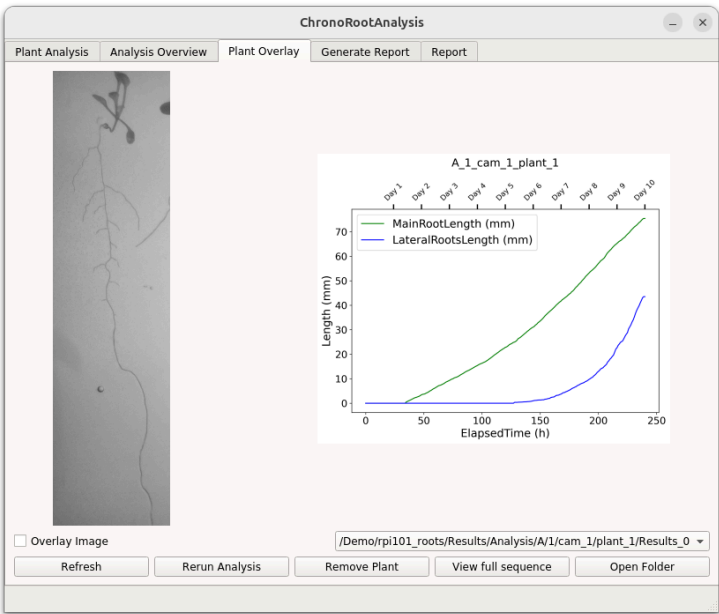 ChronoRootAnalysis
Plant Analysis
Analysis Overview
Plant Overlay
Generate Report
Report
A_1_cam_1_plant_1
Day 1
Day 2
Day 3
Day 4
Day 5
Day 6
Day 7
Day 8
Day 9
Day 10
MainRootLength (mm)
LateralRootsLength (mm)
Length (mm)
70
60
50
40
30
20
10
0
0
50
100
150
200
250
ElapsedTime (h)
Overlay Image
/Demo/rpi101_roots/Results/Analysis/A/1/cam_1/plant_1/Results_0
Refresh
Rerun Analysis
Remove Plant
View full sequence
Open Folder